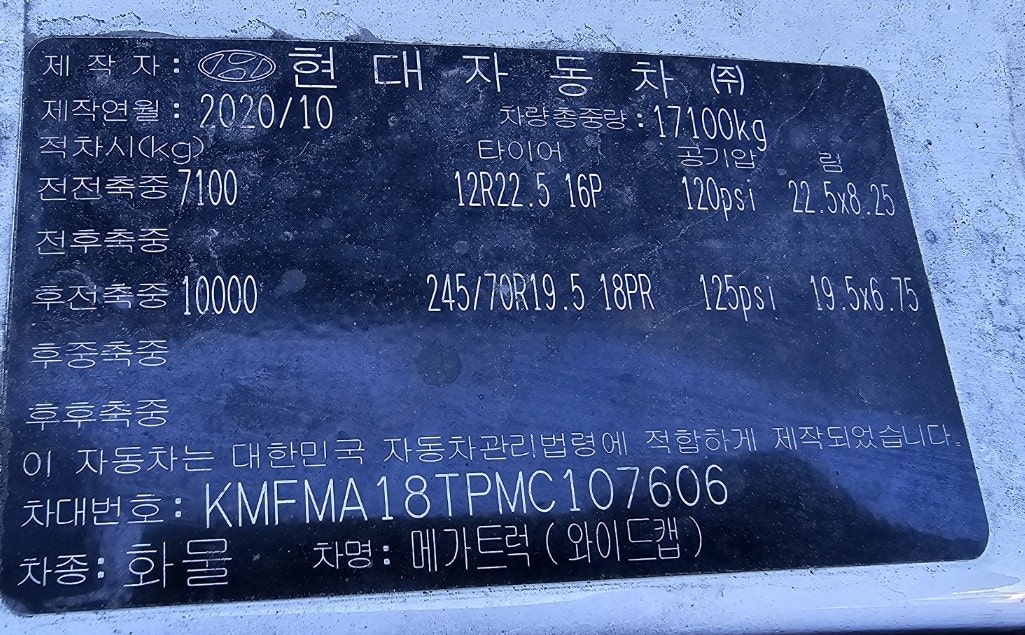 제 작 자 : 현 대 자 동 차 (주)
제작연월 : 2020/10 차량총중량 : 17100kg
적차시(kg) 타이어 공기압 림
전전축중 7100 12R22.5 16P 120psi 22.5x8.25
전후축중
후전축중 10000 245/70R19.5 18PR 125psi 19.5x6.75
후중축중
후후축중
이 자동차는 대한민국 자동차관리법령에 적합하게 제작되었습니다.
차대번호 : KMFMA18TPMC107606
차종 : 화물 차명 : 메가트럭 ( 와이드캡 )